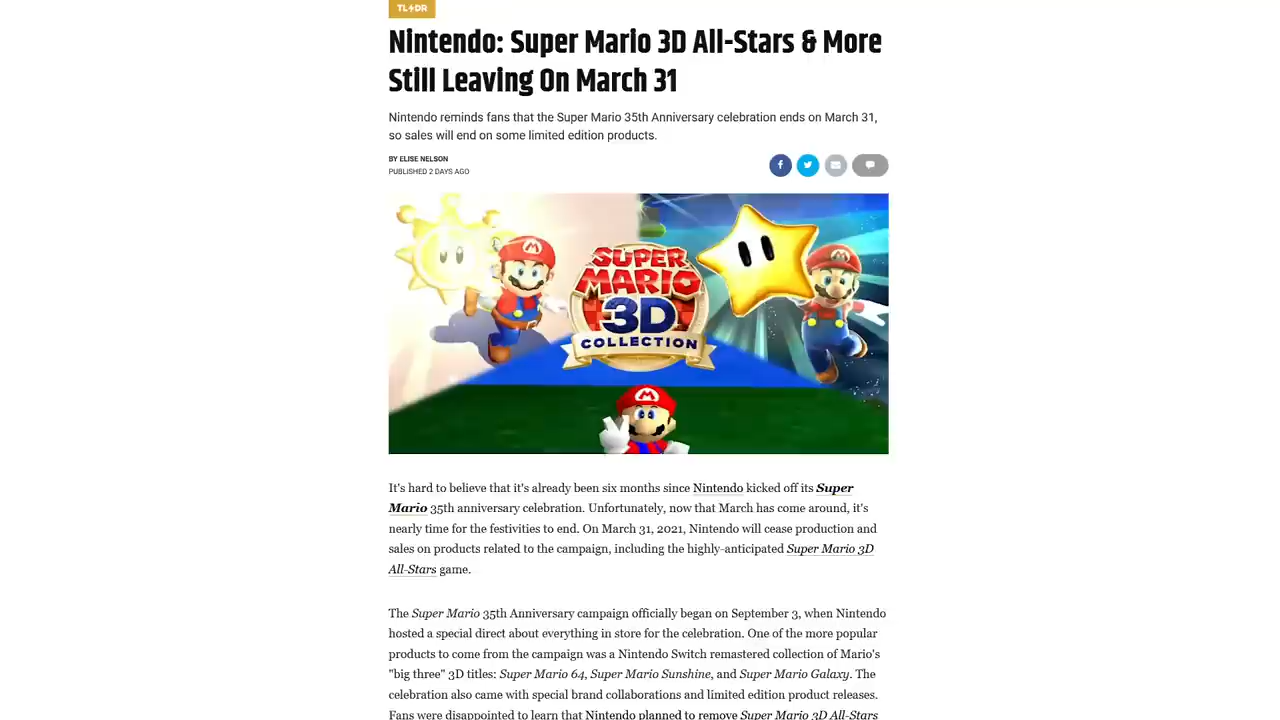 TL+DR
Nintendo: Super Mario 3D All-Stars & More
Still Leaving On March 31
Nintendo reminds fans that the Super Mario 35th Anniversary celebration ends on March 31,
so sales will end on some limited edition products.
BY ELISE NELSON
PUBLISHED 2 DAYS AGO
SUPER
MARIO
3D
COLLECTION
It's hard to believe that it's already been six months since Nintendo kicked off its Super
Mario 35th anniversary celebration. Unfortunately, now that March has come around, it's
nearly time for the festivities to end. On March 31, 2021, Nintendo will cease production and
sales on products related to the campaign, including the highly-anticipated Super Mario 3D
All-Stars game.
The Super Mario 35th Anniversary campaign officially began on September 3, when Nintendo
hosted a special direct about everything in store for the celebration. One of the more popular
products to come from the campaign was a Nintendo Switch remastered collection of Mario's
"big three" 3D titles: Super Mario 64, Super Mario Sunshine, and Super Mario Galaxy. The
celebration also came with special brand collaborations and limited edition product releases.
Fans were disappointed to learn that Nintendo planned to remove Super Mario 3D All-Stars